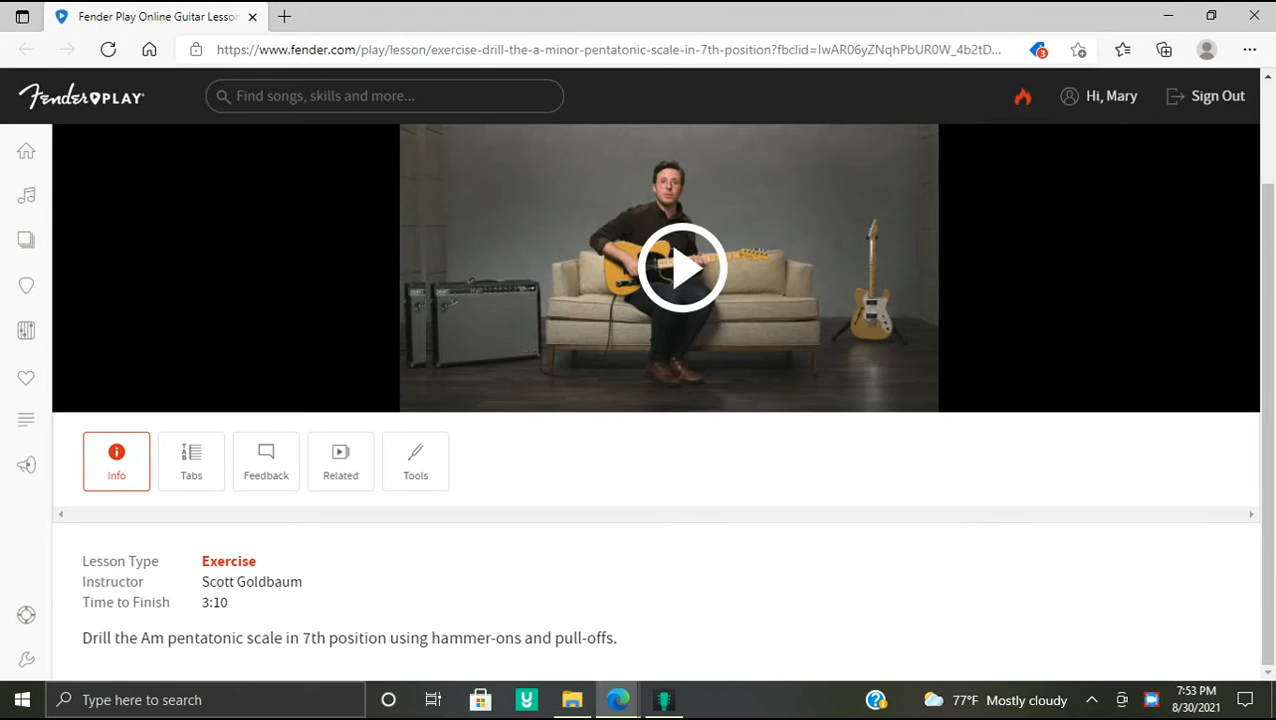 Fender Play Online Guitar Lesson
https://www.fender.com/play/lesson/exercise-drill-the-a-minor-pentatonic-scale-in-7th-position?fbclid=IwAR06yZNqhPbUR0W_4b2tD...
3
Fender PLAY
Find songs, skills and more...
Hi, Mary
Sign Out
Info
Tabs
Feedback
Related
Tools
Lesson Type Exercise
Instructor Scott Goldbaum
Time to Finish 3:10
Drill the Am pentatonic scale in 7th position using hammer-ons and pull-offs.
Type here to search
77°F Mostly cloudy
7:53 PM
8/30/2021